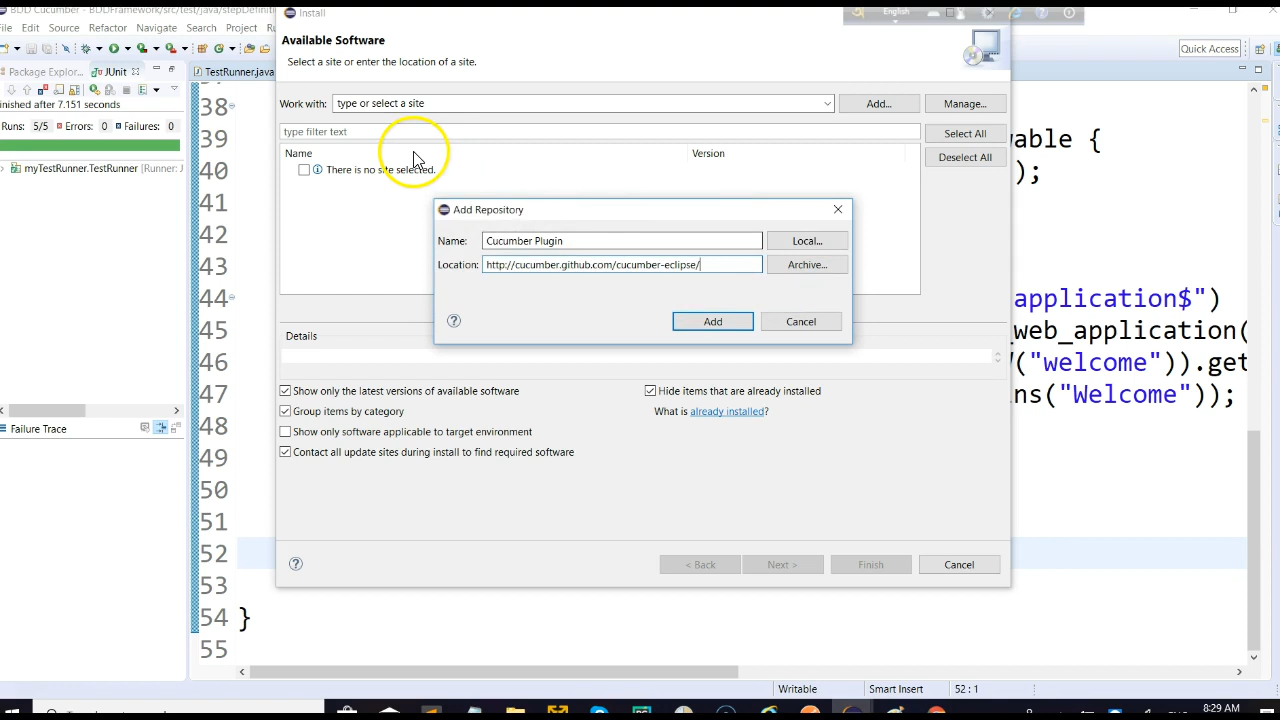 BDD Cucumber - BDDFramework/src/test/java/stepDefini
Install
English
File Edit Source Refactor Navigate Search Project
Available Software
Select a site or enter the location of a site.
Quick Access
Package Explor... JUnit
TestRunner.java
Work with: type or select a site Add... Manage...
finished after 7.151 seconds
Runs: 5/5 Errors: 0 Failures: 0
type filter text Select All
Name Version Deselect All
There is no site selected.
myTestRunner.TestRunner [Runner: J
Add Repository
Name: Cucumber Plugin Local...
Location: http://cucumber.github.com/cucumber-eclipse/ Archive...
Add Cancel
Details
Show only the latest versions of available software Hide items that are already installed
Group items by category What is already installed?
Show only software applicable to target environment
Contact all update sites during install to find required software
Failure Trace
< Back Next > Finish Cancel
38
39 able {
40 );
41
42
43
44 application$")
45 _web_application(
46 ("welcome")).get
47 ns("Welcome"));
48
49
50
51
52
53
54 }
55
Writable Smart Insert 52 : 1
8:29 AM